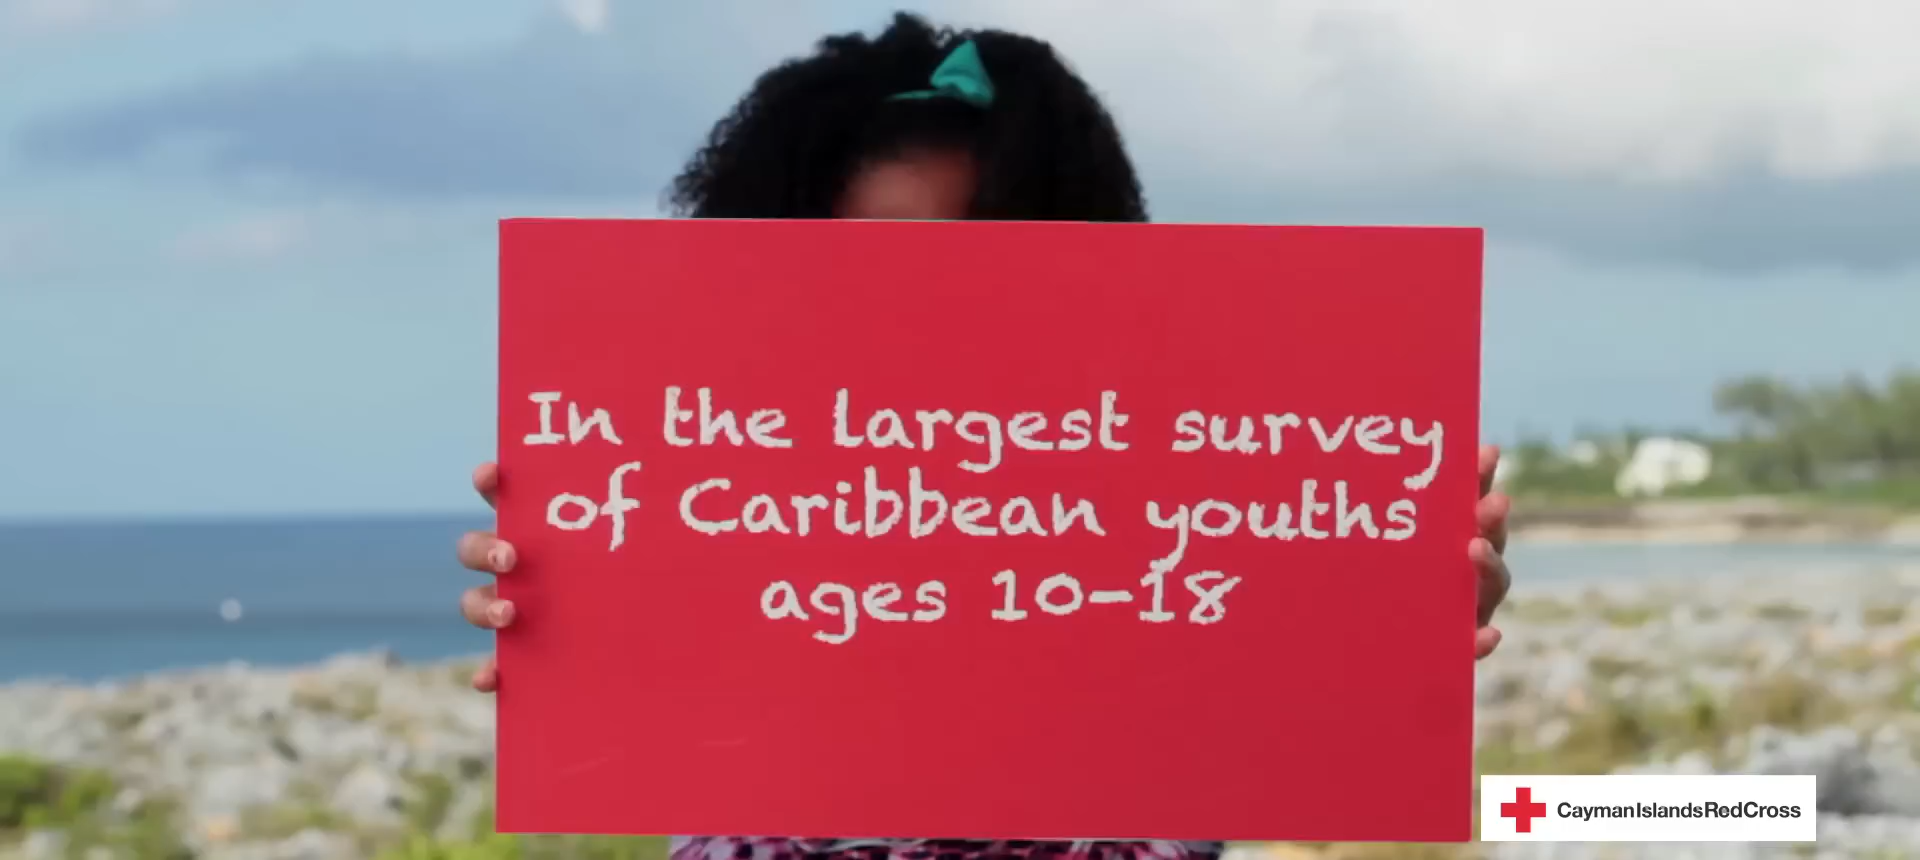 In the largest survey
of Caribbean youths
ages 10-18
CaymanIslandsRedCross